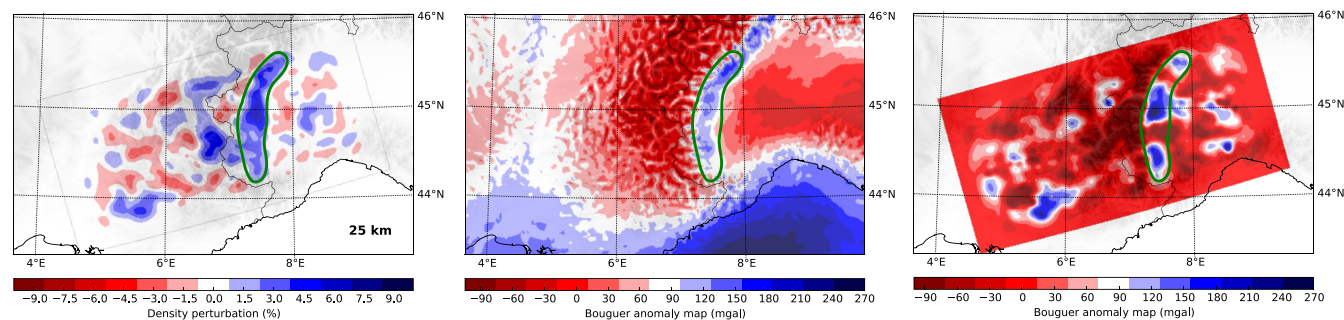 46°N
45°N
44°N
25 km
4°E 6°E 8°E
−9.0 −7.5 −6.0 −4.5 −3.0 −1.5 0.0 1.5 3.0 4.5 6.0 7.5 9.0
Density perturbation (%)
46°N
45°N
44°N
4°E 6°E 8°E
−90 −60 −30 0 30 60 90 120 150 180 210 240 270
Bouguer anomaly map (mgal)
46°N
45°N
44°N
4°E 6°E 8°E
−90 −60 −30 0 30 60 90 120 150 180 210 240 270
Bouguer anomaly map (mgal)